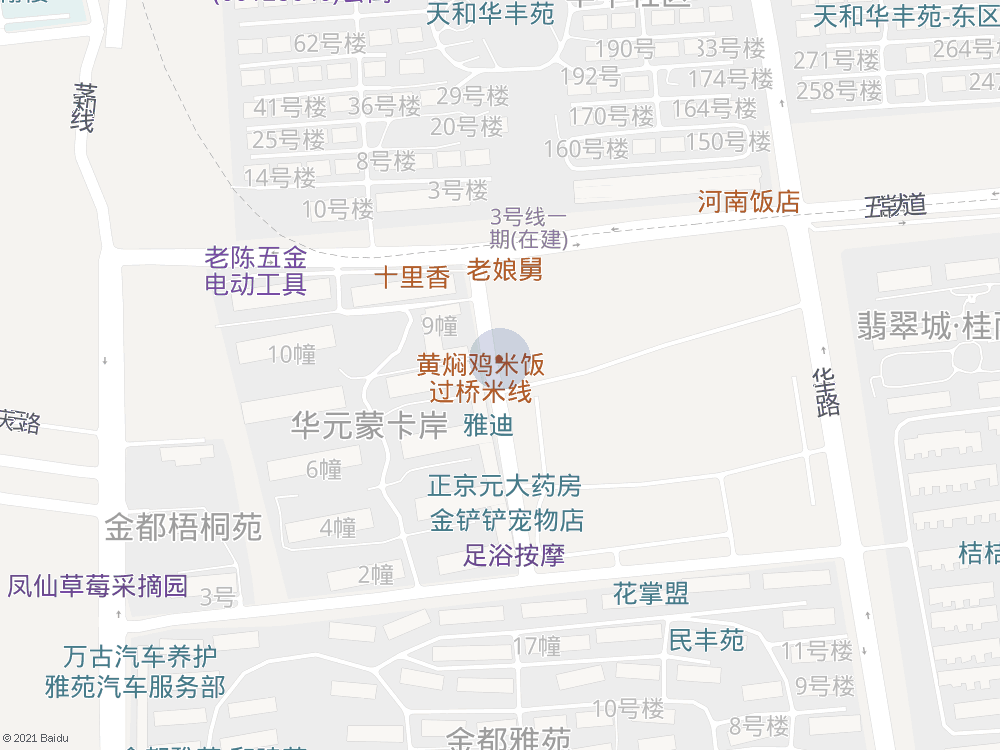 天和华丰苑
天和华丰苑-东区
62号楼
190号
33号楼
264号楼
271号楼
192号
174号楼
258号楼
茎和线
41号楼
36号楼
29号楼
170号楼
164号楼
25号楼
20号楼
160号楼
150号楼
8号楼
14号楼
3号楼
10号楼
河南饭店
五常大道
3号线一
期(在建)
老陈五金
电动工具
十里香
老娘舅
9幢
翡翠城·桂
10幢
黄焖鸡米饭
过桥米线
华丰路
华元蒙卡岸
雅迪
6幢
正京元大药房
金都梧桐苑
4幢
金铲铲宠物店
足浴按摩
凤仙草莓采摘园
3号
2幢
花掌盟
万古汽车养护
雅苑汽车服务部
17幢
民丰苑
11号楼
9号楼
10号楼
8号楼
金都雅苑
© 2021 Baidu